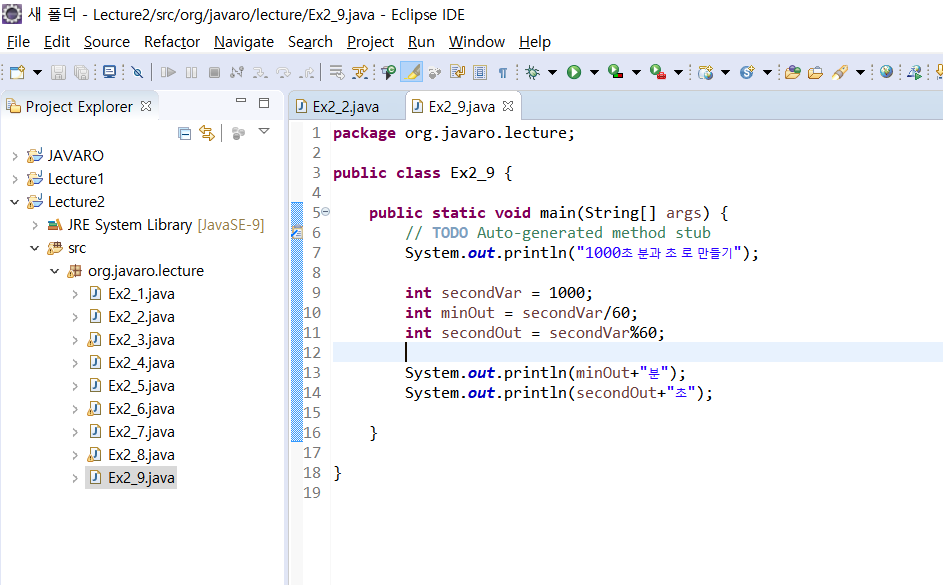 새 폴더 - Lecture2/src/org/javaro/lecture/Ex2_9.java - Eclipse IDE
File Edit Source Refactor Navigate Search Project Run Window Help
Project Explorer
JAVARO
Lecture1
Lecture2
JRE System Library [JavaSE-9]
src
org.javaro.lecture
Ex2_1.java
Ex2_2.java
Ex2_3.java
Ex2_4.java
Ex2_5.java
Ex2_6.java
Ex2_7.java
Ex2_8.java
Ex2_9.java
Ex2_2.java Ex2_9.java
1 package org.javaro.lecture;
2
3 public class Ex2_9 {
4
5 public static void main(String[] args) {
6 // TODO Auto-generated method stub
7 System.out.println("1000초 분과 초 로 만들기");
8
9 int secondVar = 1000;
10 int minOut = secondVar/60;
11 int secondOut = secondVar%60;
12
13 System.out.println(minOut+"분");
14 System.out.println(secondOut+"초");
15
16 }
17
18 }
19